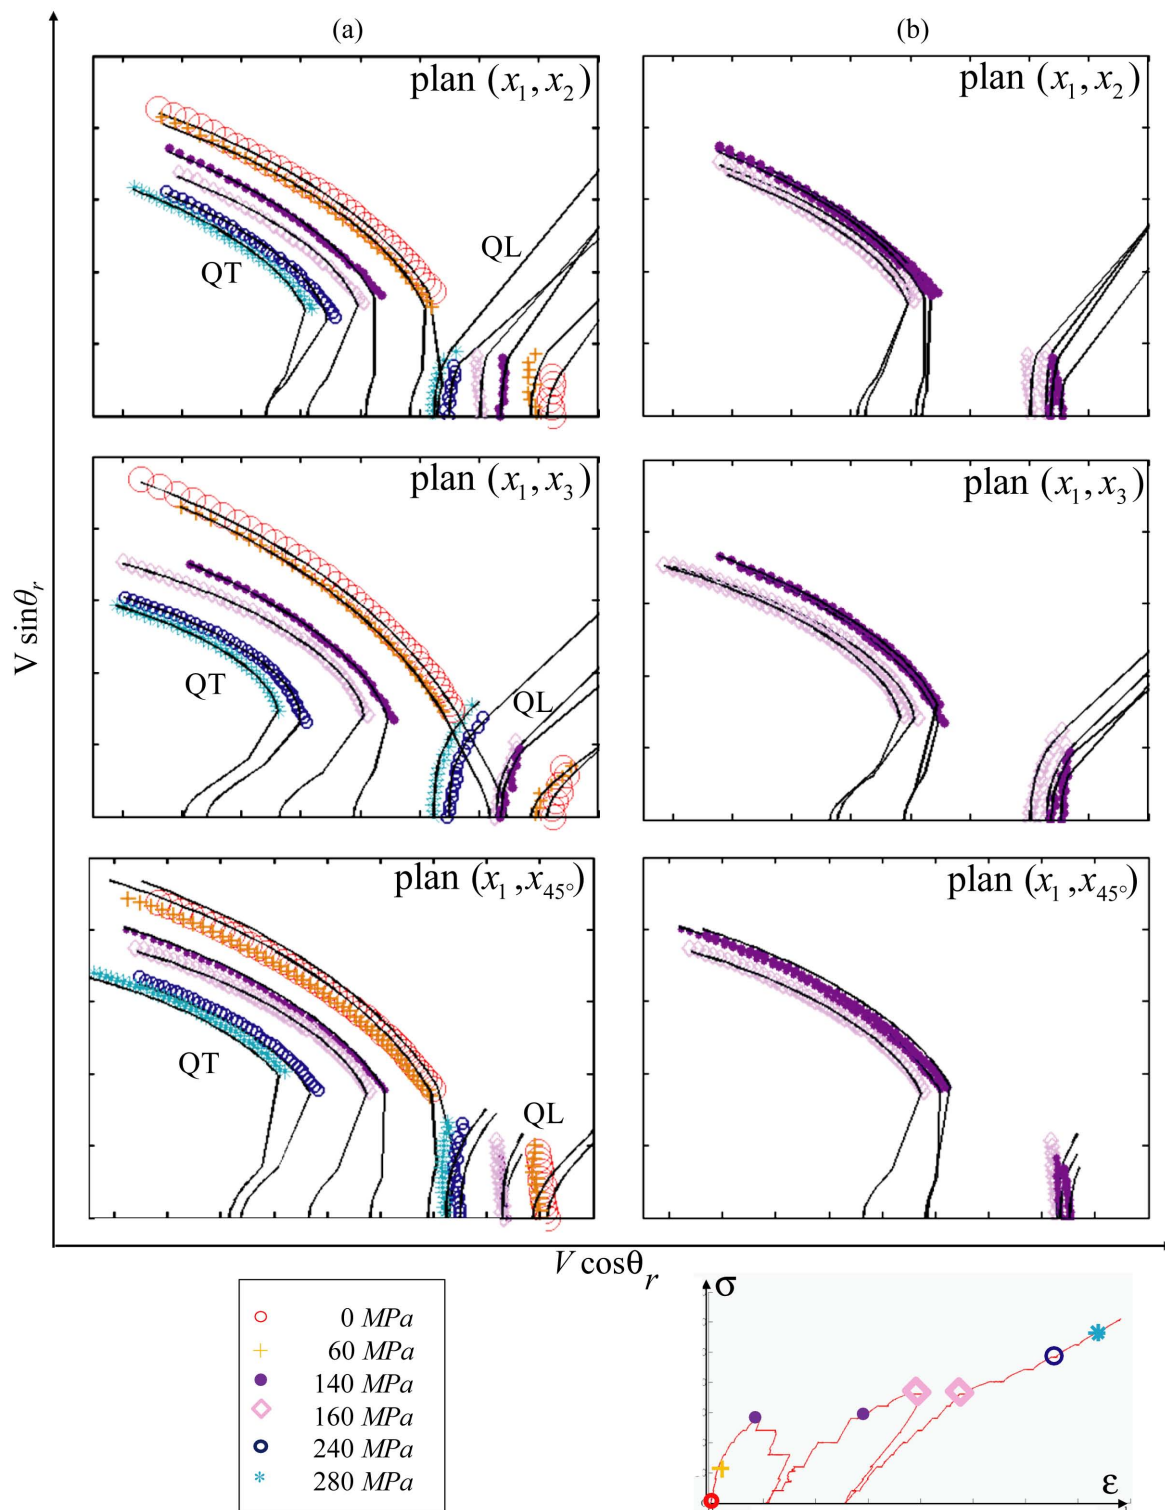 (a)
(b)
plan (x₁, x₂)
plan (x₁, x₂)
QL
QT
plan (x₁, x₃)
plan (x₁, x₃)
QT
QL
V sinθᵣ
plan (x₁, x₄₅°)
plan (x₁, x₄₅°)
QT
QL
V cosθᵣ
0 MPa
60 MPa
140 MPa
160 MPa
240 MPa
280 MPa
σ
ε